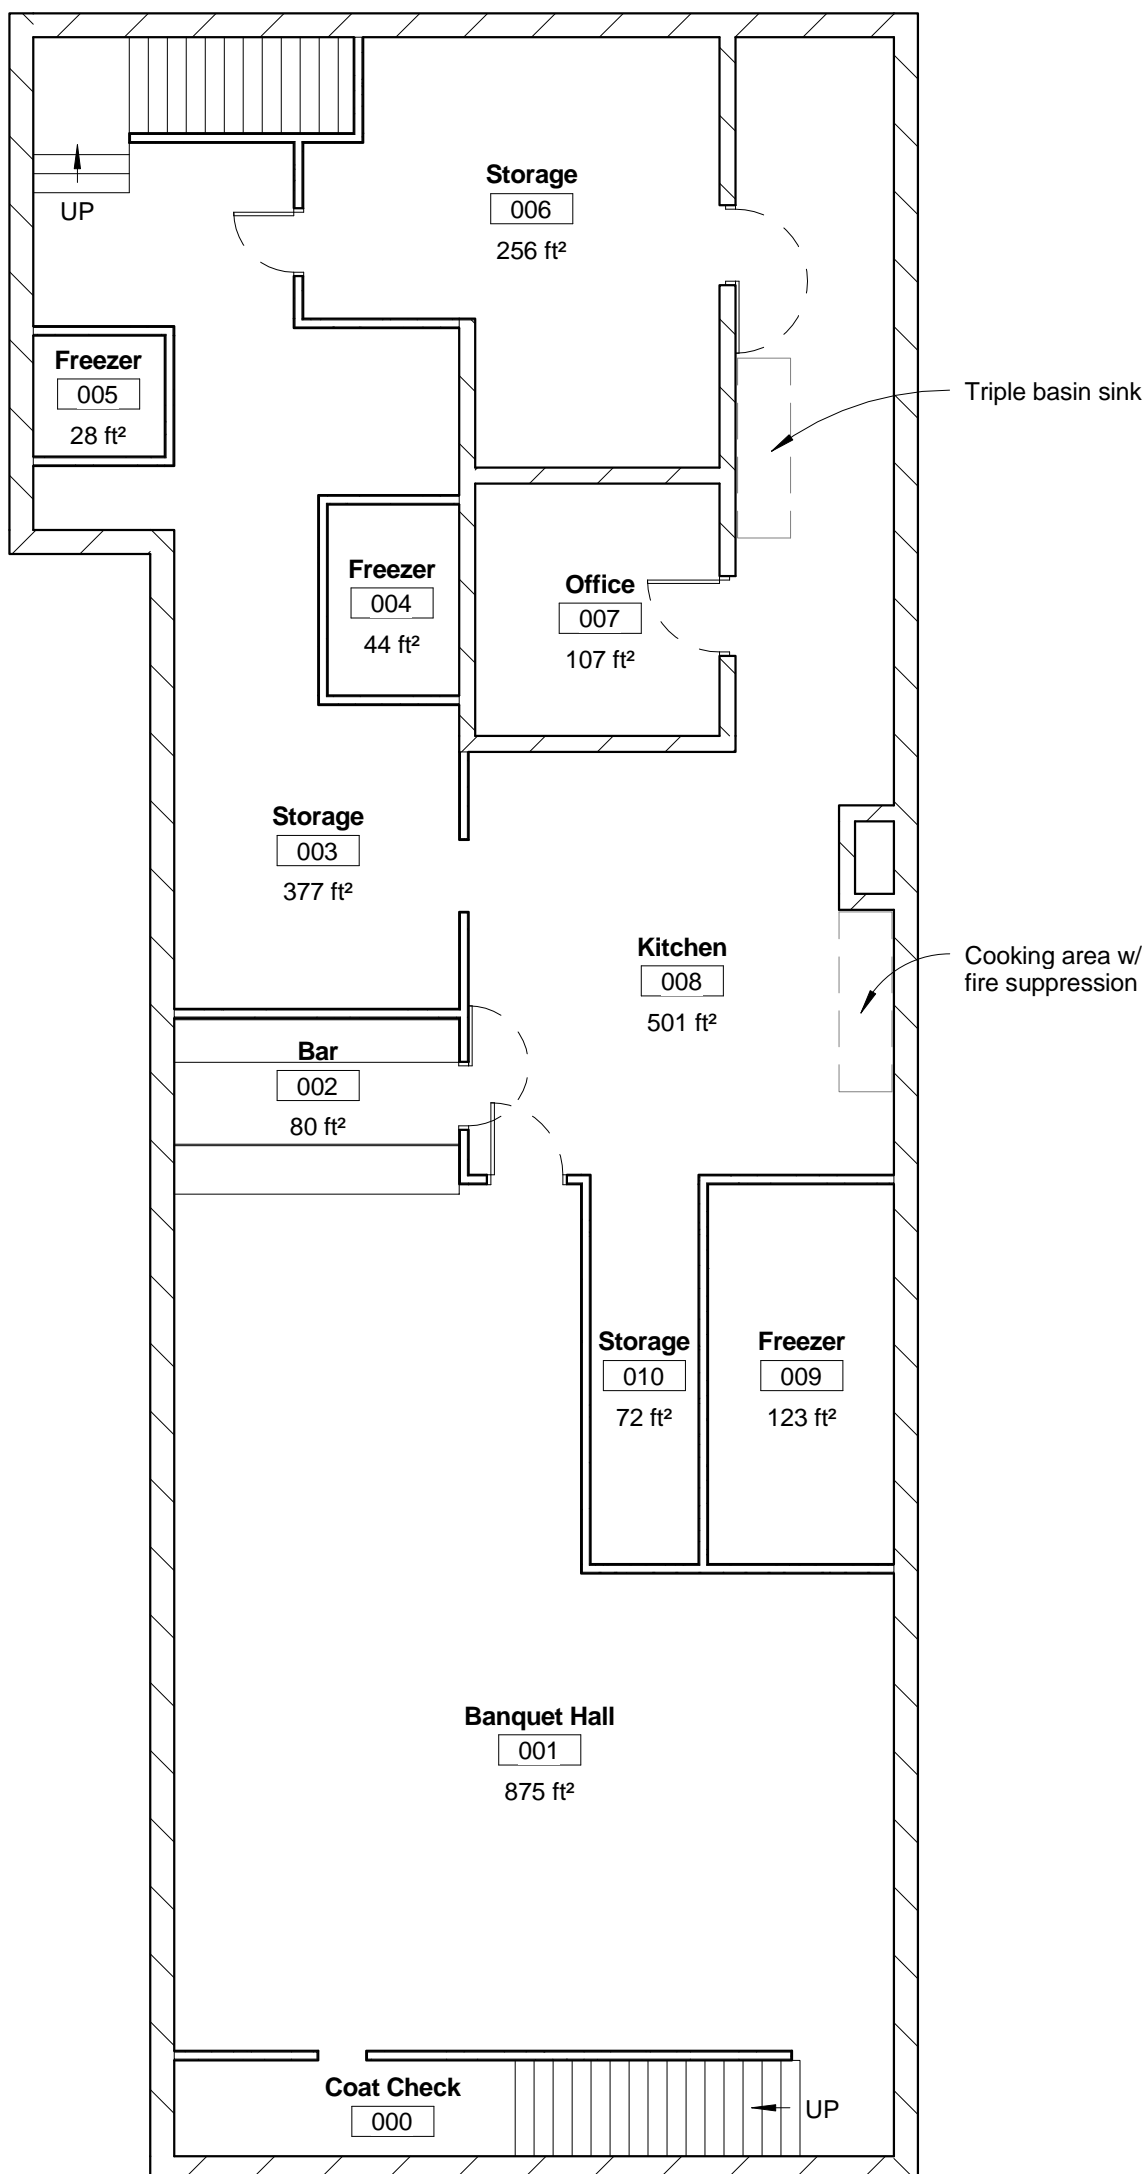 Storage
006
256 ft²
UP
Freezer
005
28 ft²
Triple basin sink
Freezer
004
44 ft²
Office
007
107 ft²
Storage
003
377 ft²
Kitchen
008
501 ft²
Cooking area w/
fire suppression
Bar
002
80 ft²
Storage
010
72 ft²
Freezer
009
123 ft²
Banquet Hall
001
875 ft²
Coat Check
000
UP